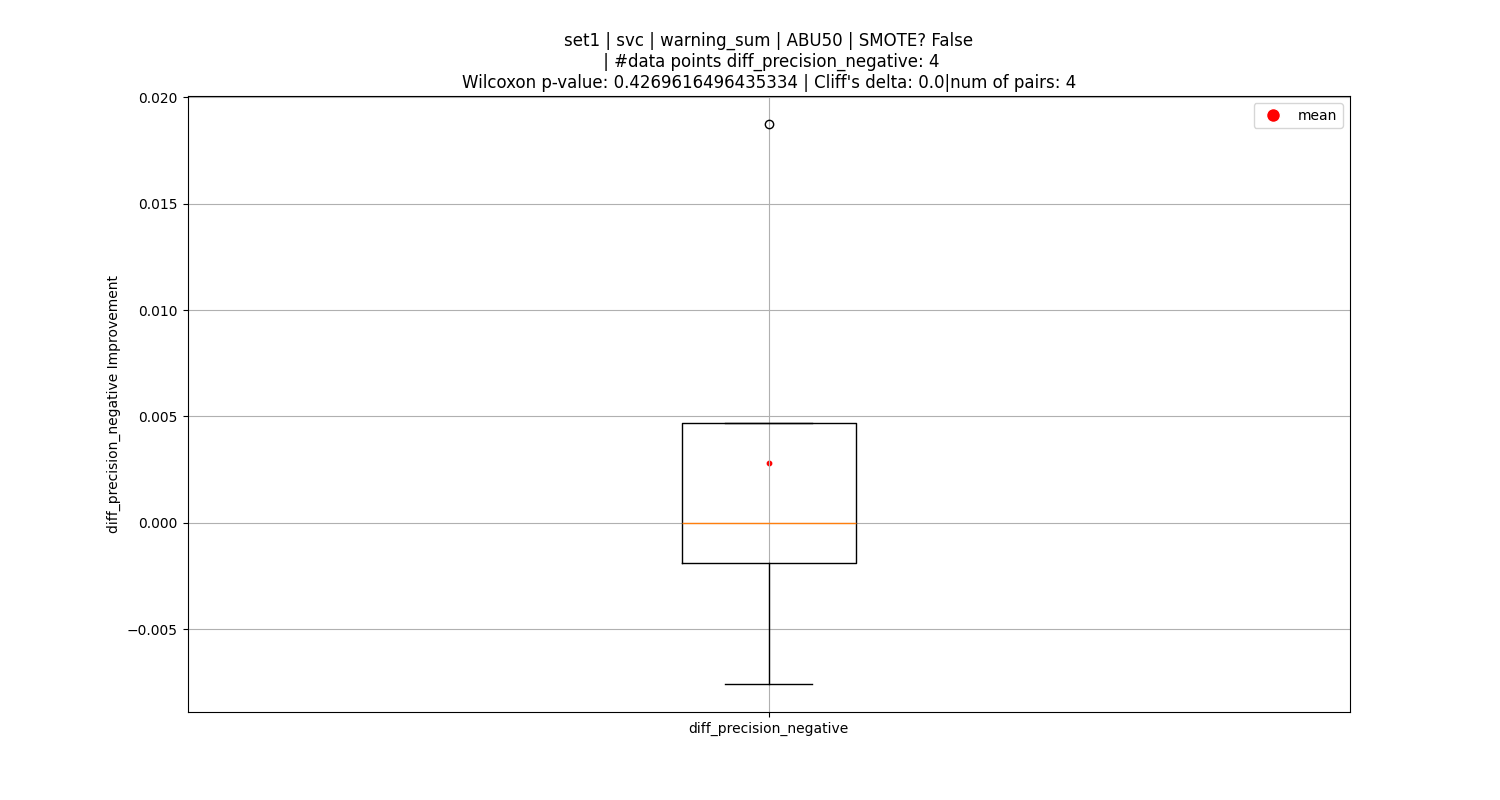 set1 | svc | warning_sum | ABU50 | SMOTE? False
| #data points diff_precision_negative: 4
Wilcoxon p-value: 0.4269616496435334 | Cliff's delta: 0.0|num of pairs: 4
mean
0.020
0.015
0.010
0.005
0.000
−0.005
diff_precision_negative Improvement
diff_precision_negative